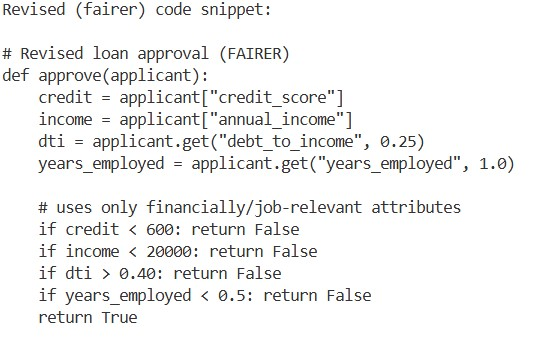 Revised (fairer) code snippet:
# Revised loan approval (FAIRER)
def approve(applicant):
    credit = applicant["credit_score"]
    income = applicant["annual_income"]
    dti = applicant.get("debt_to_income", 0.25)
    years_employed = applicant.get("years_employed", 1.0)
    # uses only financially/job-relevant attributes
    if credit < 600: return False
    if income < 20000: return False
    if dti > 0.40: return False
    if years_employed < 0.5: return False
    return True